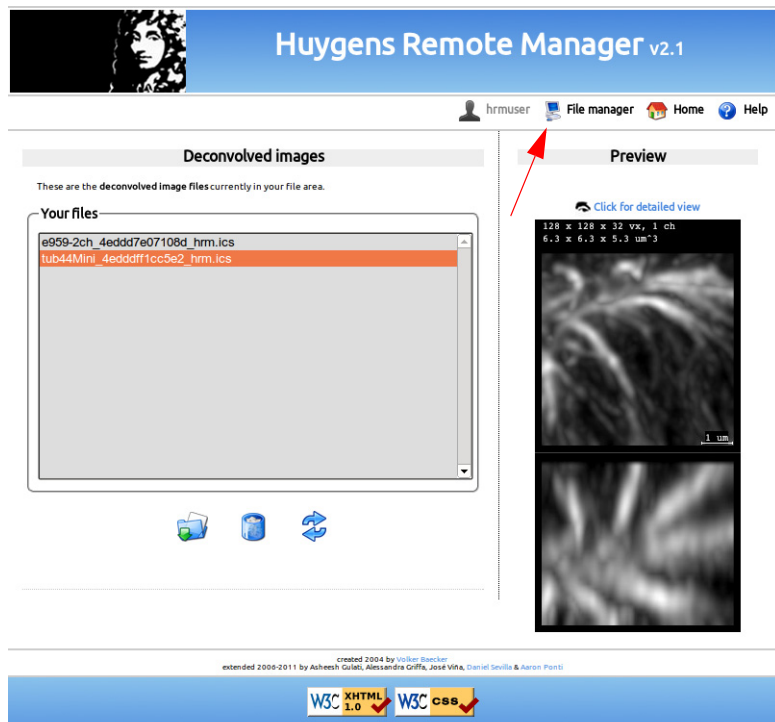 Huygens Remote Manager v2.1
hrmuser File manager Home Help
Deconvolved images
These are the deconvolved image files currently in your file area.
Your files
e959-2ch_4eddd7e07108d_hrm.ics
tub44Mini_4edddff1cc5e2_hrm.ics
Preview
Click for detailed view
128 x 128 x 32 vx, 1 ch
6.3 x 6.3 x 5.3 um^3
1 um
created 2004 by Volker Baecker
extended 2006-2011 by Asheesh Gulati, Alessandra Griffa, José Viña, Daniel Sevilla & Aaron Ponti
W3C XHTML 1.0
W3C css